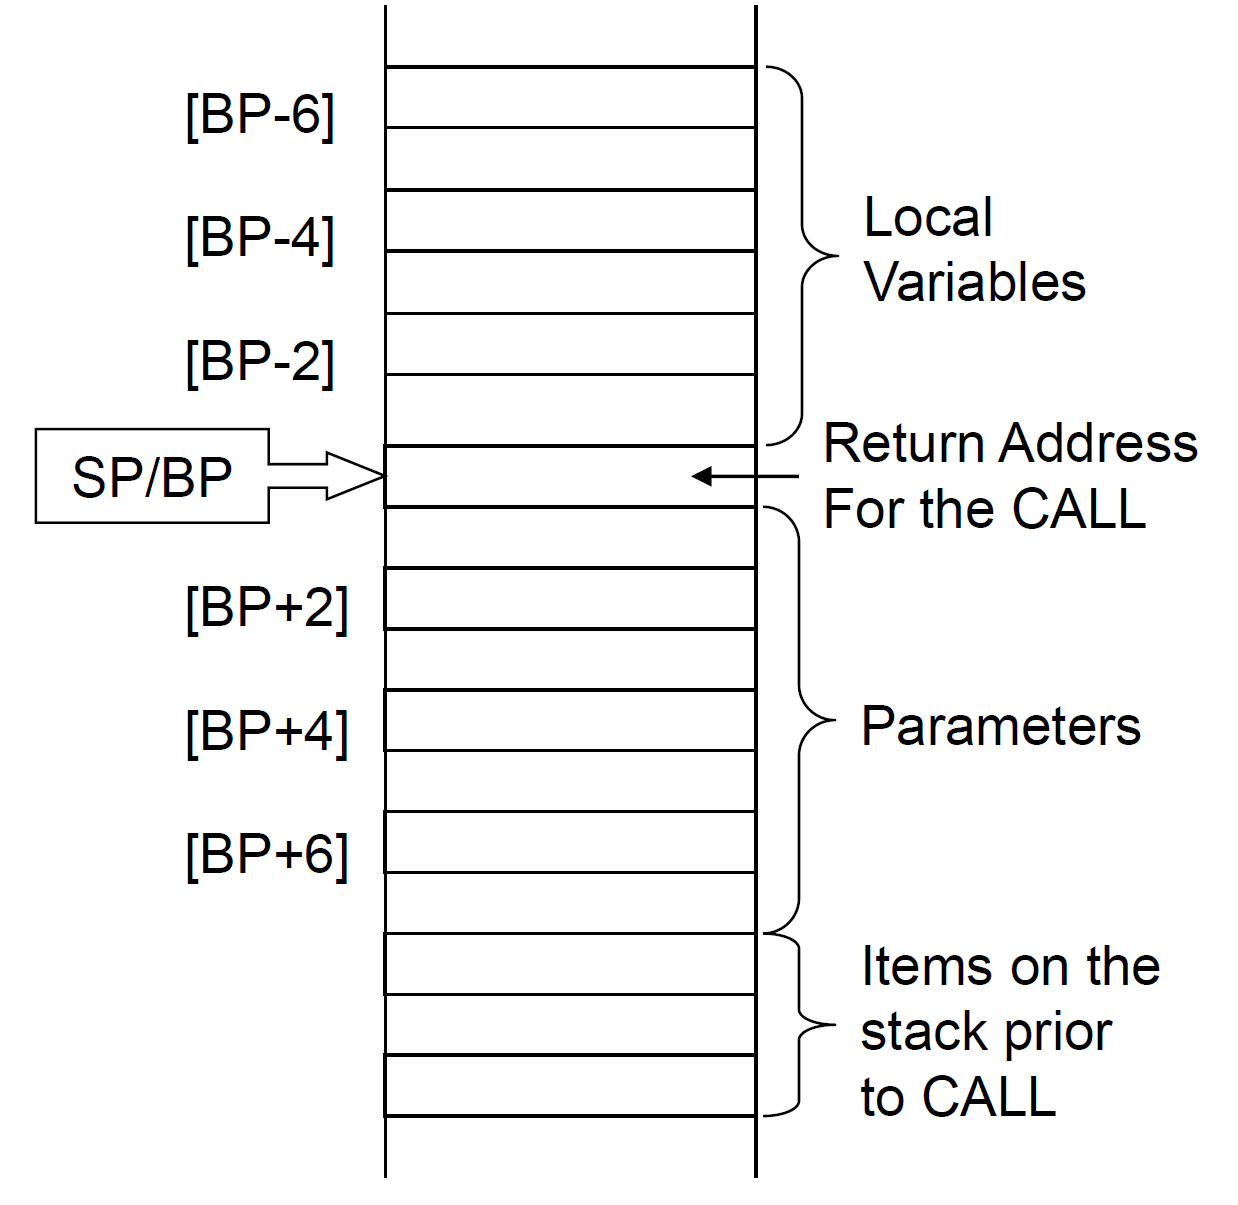 [BP-6]
[BP-4]
Local
Variables
[BP-2]
SP/BP
Return Address
For the CALL
[BP+2]
[BP+4]
Parameters
[BP+6]
Items on the
stack prior
to CALL